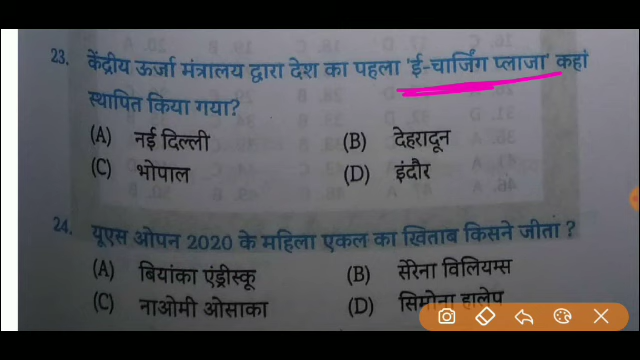 23. केंद्रीय ऊर्जा मंत्रालय द्वारा देश का पहला 'ई-चार्जिंग प्लाजा' कहां
स्थापित किया गया?
(A) नई दिल्ली (B) देहरादून
(C) भोपाल (D) इंदौर
24. यूएस ओपन 2020 के महिला एकल का खिताब किसने जीता ?
(A) बियांका एंड्रीस्कू (B) सेरेना विलियम्स
(C) नाओमी ओसाका (D) सिमोना हालेप